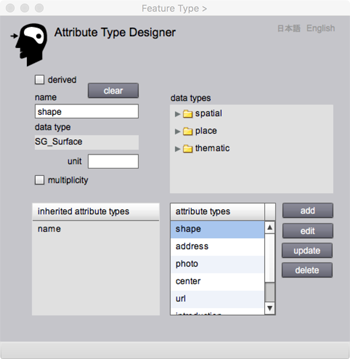 Feature Type >
Attribute Type Designer
日本語 English
derived
clear
name
shape
data type
SG_Surface
unit
multiplicity
data types
spatial
place
thematic
inherited attribute types
name
attribute types
shape
address
photo
center
url
introduction
add
edit
update
delete